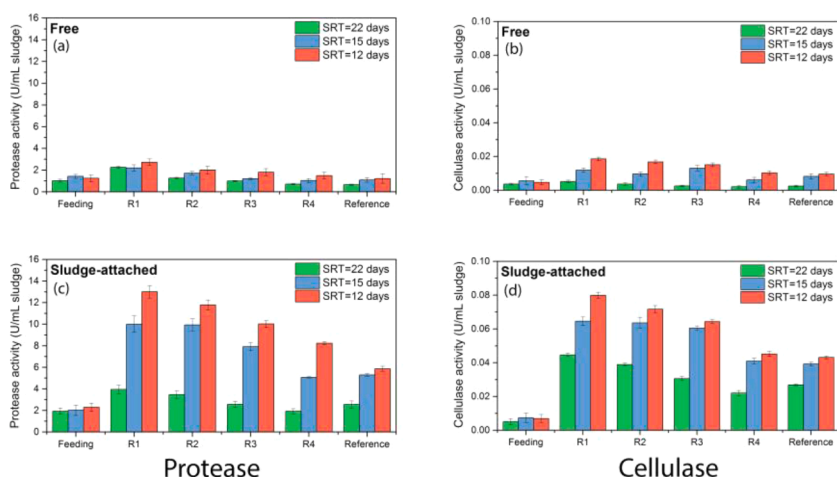 Free
(a)
SRT=22 days
SRT=15 days
SRT=12 days
Protease activity (U/mL sludge)
16
14
12
10
8
6
4
2
0
Feeding R1 R2 R3 R4 Reference
Free
(b)
SRT=22 days
SRT=15 days
SRT=12 days
Cellulase activity (U/mL sludge)
0.10
0.08
0.06
0.04
0.02
0.00
Feeding R1 R2 R3 R4 Reference
Sludge-attached
(c)
SRT=22 days
SRT=15 days
SRT=12 days
Protease activity (U/mL sludge)
16
14
12
10
8
6
4
2
0
Feeding R1 R2 R3 R4 Reference
Protease
Sludge-attached
(d)
SRT=22 days
SRT=15 days
SRT=12 days
Cellulase activity (U/mL sludge)
0.10
0.08
0.06
0.04
0.02
0.00
Feeding R1 R2 R3 R4 Reference
Cellulase